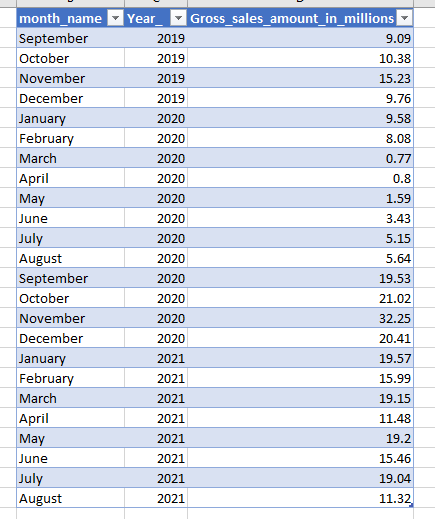 month_name Year_ Gross_sales_amount_in_millions
September 2019 9.09
October 2019 10.38
November 2019 15.23
December 2019 9.76
January 2020 9.58
February 2020 8.08
March 2020 0.77
April 2020 0.8
May 2020 1.59
June 2020 3.43
July 2020 5.15
August 2020 5.64
September 2020 19.53
October 2020 21.02
November 2020 32.25
December 2020 20.41
January 2021 19.57
February 2021 15.99
March 2021 19.15
April 2021 11.48
May 2021 19.2
June 2021 15.46
July 2021 19.04
August 2021 11.32